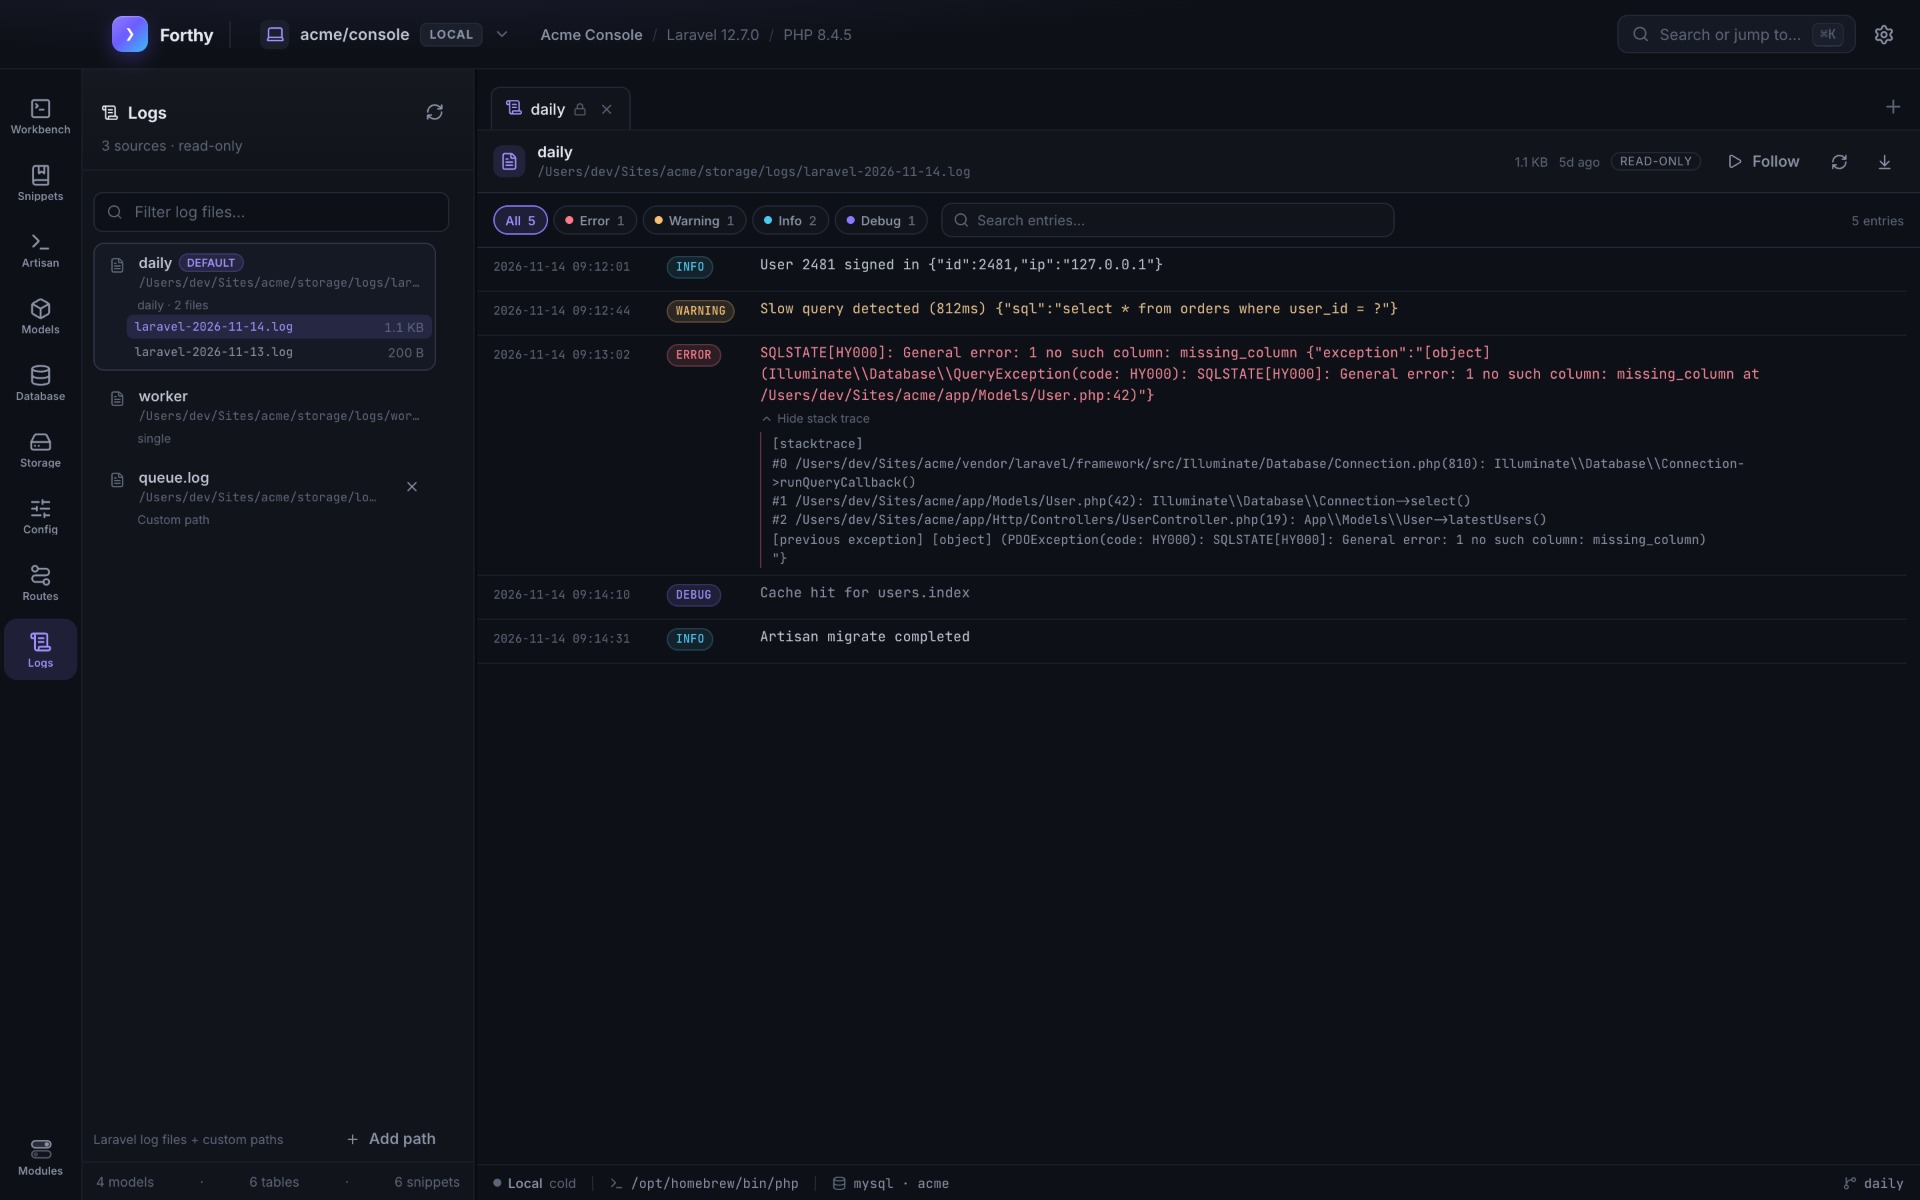 Forthy
acme/console LOCAL
Acme Console / Laravel 12.7.0 / PHP 8.4.5
Search or jump to... ⌘K
Workbench
Snippets
Artisan
Models
Database
Storage
Config
Routes
Logs
Modules
Logs
3 sources · read-only
Filter log files...
daily DEFAULT
/Users/dev/Sites/acme/storage/logs/lar…
daily · 2 files
laravel-2026-11-14.log 1.1 KB
laravel-2026-11-13.log 200 B
worker
/Users/dev/Sites/acme/storage/logs/wor…
single
queue.log
/Users/dev/Sites/acme/storage/lo…
Custom path
Laravel log files + custom paths
+ Add path
4 models · 6 tables · 6 snippets
daily
daily
/Users/dev/Sites/acme/storage/logs/laravel-2026-11-14.log
1.1 KB 5d ago READ-ONLY Follow
All 5 Error 1 Warning 1 Info 2 Debug 1
Search entries...
5 entries
2026-11-14 09:12:01 INFO User 2481 signed in {"id":2481,"ip":"127.0.0.1"}
2026-11-14 09:12:44 WARNING Slow query detected (812ms) {"sql":"select * from orders where user_id = ?"}
2026-11-14 09:13:02 ERROR SQLSTATE[HY000]: General error: 1 no such column: missing_column {"exception":"[object]
(Illuminate\\Database\\QueryException(code: HY000): SQLSTATE[HY000]: General error: 1 no such column: missing_column at
/Users/dev/Sites/acme/app/Models/User.php:42)"}
Hide stack trace
[stacktrace]
#0 /Users/dev/Sites/acme/vendor/laravel/framework/src/Illuminate/Database/Connection.php(810): Illuminate\\Database\\Connection-
>runQueryCallback()
#1 /Users/dev/Sites/acme/app/Models/User.php(42): Illuminate\\Database\\Connection->select()
#2 /Users/dev/Sites/acme/app/Http/Controllers/UserController.php(19): App\\Models\\User->latestUsers()
[previous exception] [object] (PDOException(code: HY000): SQLSTATE[HY000]: General error: 1 no such column: missing_column)
"}
2026-11-14 09:14:10 DEBUG Cache hit for users.index
2026-11-14 09:14:31 INFO Artisan migrate completed
Local cold
/opt/homebrew/bin/php
mysql · acme
daily